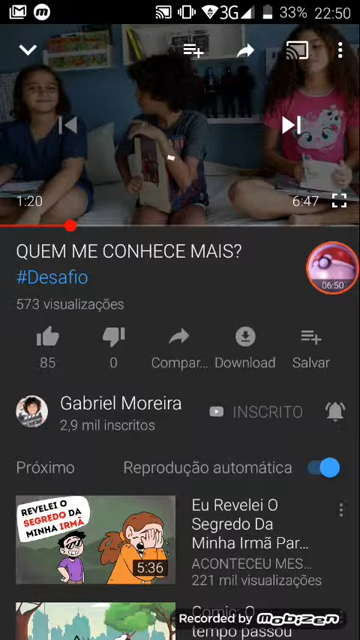 3G 33% 22:50
1:20
6:47
QUEM ME CONHECE MAIS?
#Desafio
06:50
573 visualizações
85
0
Compar...
Download
Salvar
Gabriel Moreira
2,9 mil inscritos
INSCRITO
Próximo
Reprodução automática
REVELEI O
SEGREDO DA
MINHA IRMÃ
5:36
Eu Revelei O
Segredo Da
Minha Irmã Par...
ACONTECEU MES...
221 mil visualizações
Recorded by Mobizen
Como: O
tempo passou